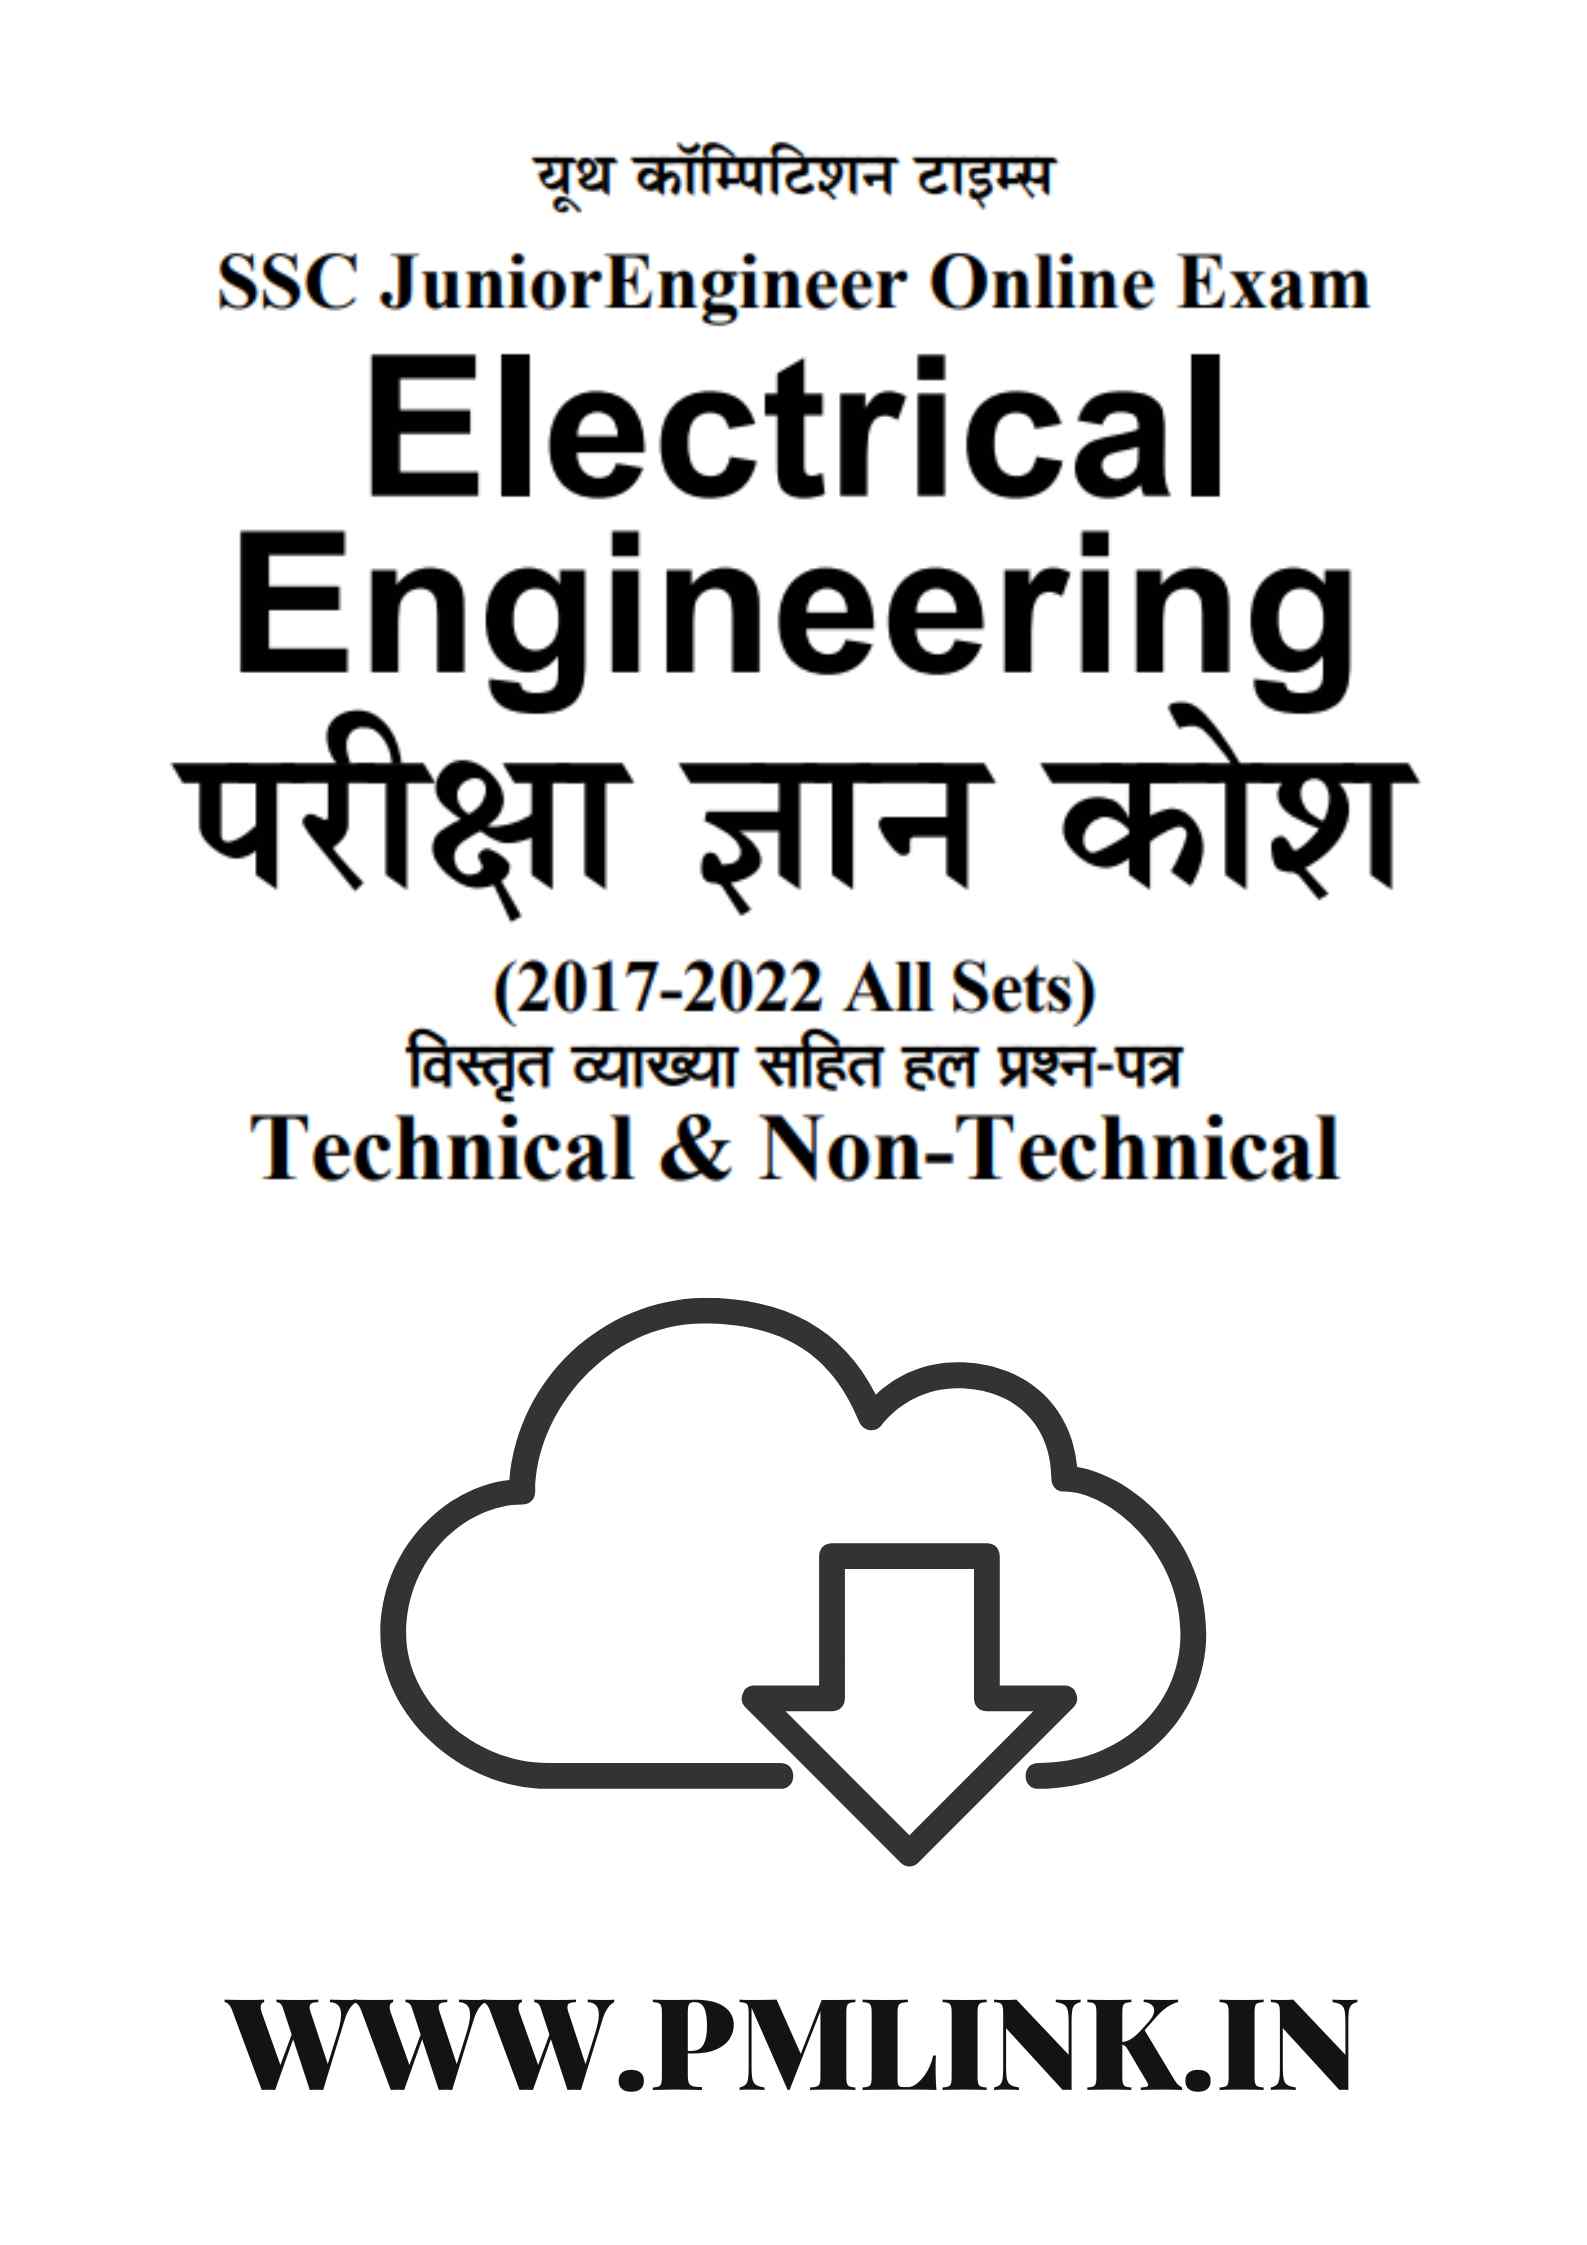 यूथ कॉम्पिटिशन टाइम्स
SSC JuniorEngineer Online Exam
Electrical
Engineering
परीक्षा ज्ञान कोश
(2017-2022 All Sets)
विस्तृत व्याख्या सहित हल प्रश्न-पत्र
Technical & Non-Technical
WWW.PMLINK.IN